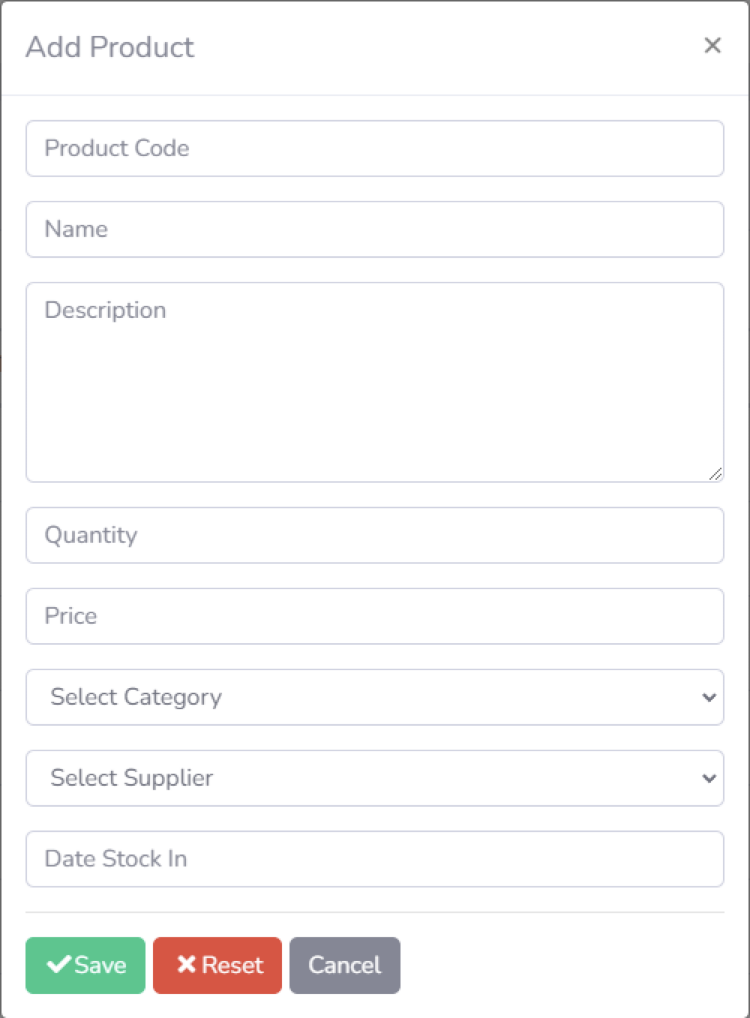 Add Product
Product Code
Name
Description
Quantity
Price
Select Category
Select Supplier
Date Stock In
Save Reset Cancel